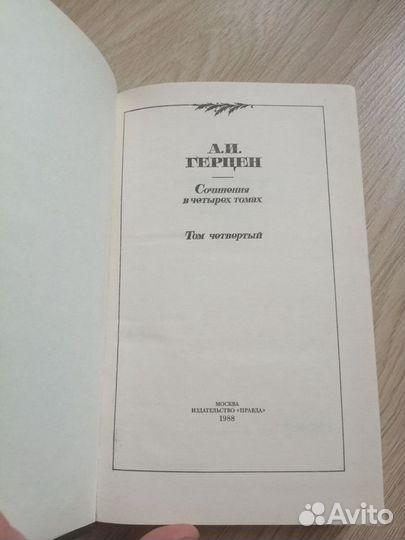 А.И.
ГЕРЦЕН
Сочинения
в четырех томах
Том четвертый
МОСКВА
ИЗДАТЕЛЬСТВО «ПРАВДА»
1988
Avito